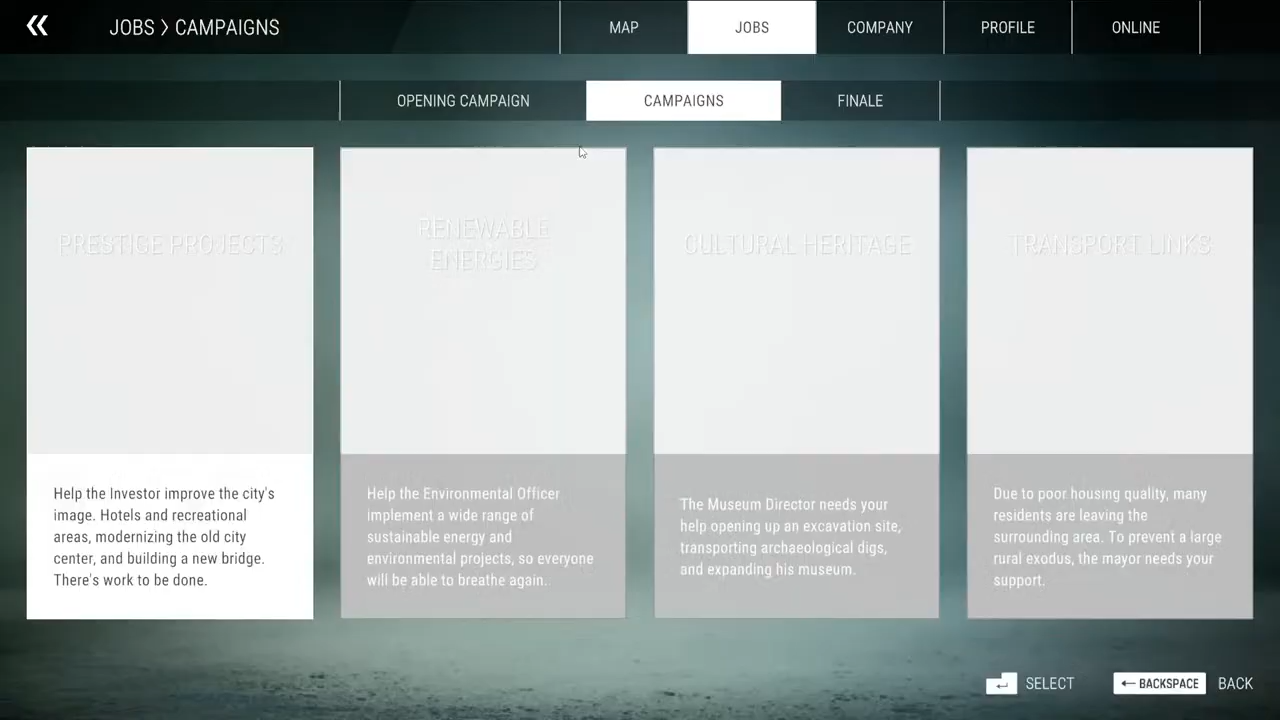 JOBS > CAMPAIGNS
MAP
JOBS
COMPANY
PROFILE
ONLINE
OPENING CAMPAIGN
CAMPAIGNS
FINALE
PRESTIGE PROJECTS
Help the Investor improve the city's
image. Hotels and recreational
areas, modernizing the old city
center, and building a new bridge.
There's work to be done.
RENEWABLE
ENERGIES
Help the Environmental Officer
implement a wide range of
sustainable energy and
environmental projects, so everyone
will be able to breathe again.
CULTURAL HERITAGE
The Museum Director needs your
help opening up an excavation site,
transporting archaeological digs,
and expanding his museum.
TRANSPORT LINKS
Due to poor housing quality, many
residents are leaving the
surrounding area. To prevent a large
rural exodus, the mayor needs your
support.
SELECT
BACKSPACE
BACK